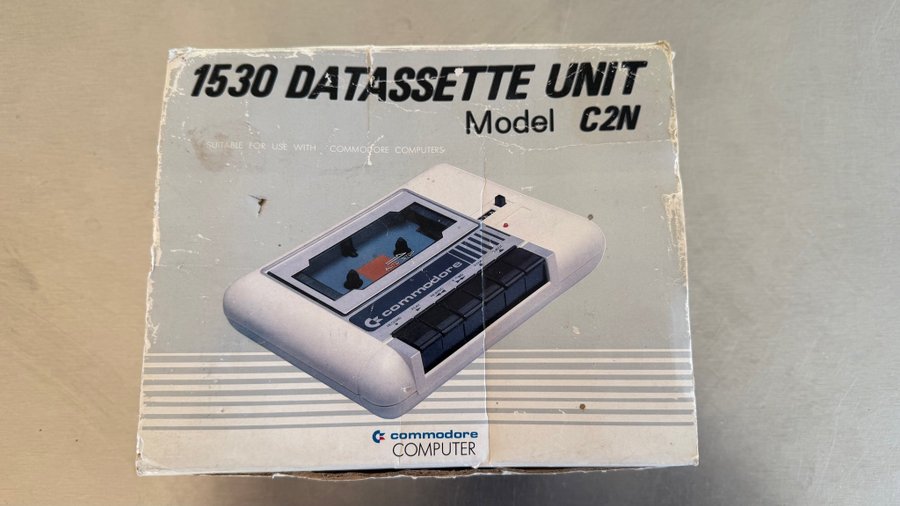 1530 DATASSETTE UNIT
Model C2N
SUITABLE FOR USE WITH COMMODORE COMPUTERS
commodore
commodore
COMPUTER